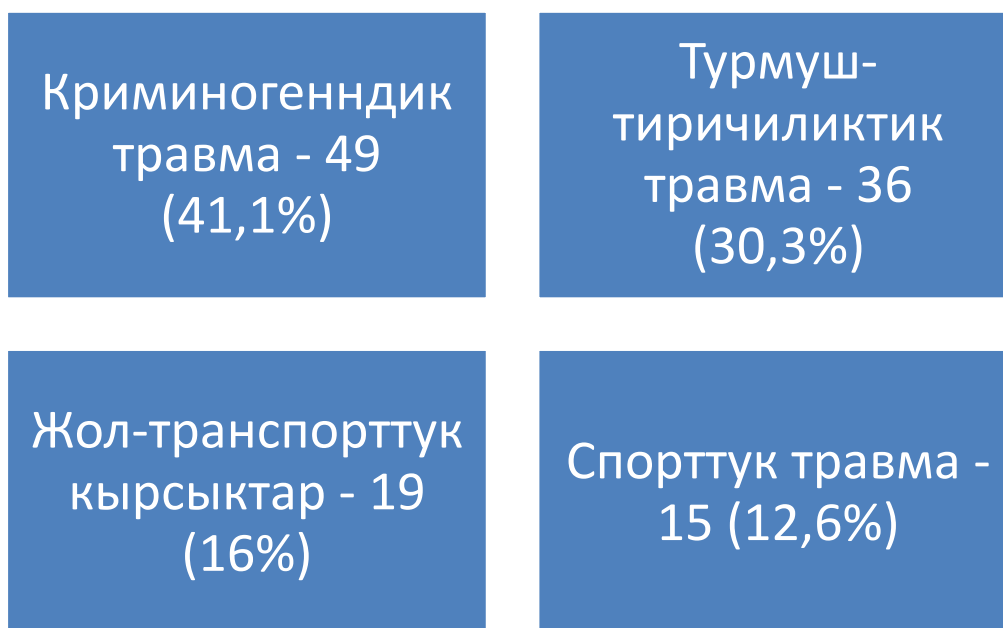 Криминогенндик
травма - 49
(41,1%)
Турмуш-
тиричиликтик
травма - 36
(30,3%)
Жол-транспорттук
кырсыктар - 19
(16%)
Спорттук травма -
15 (12,6%)